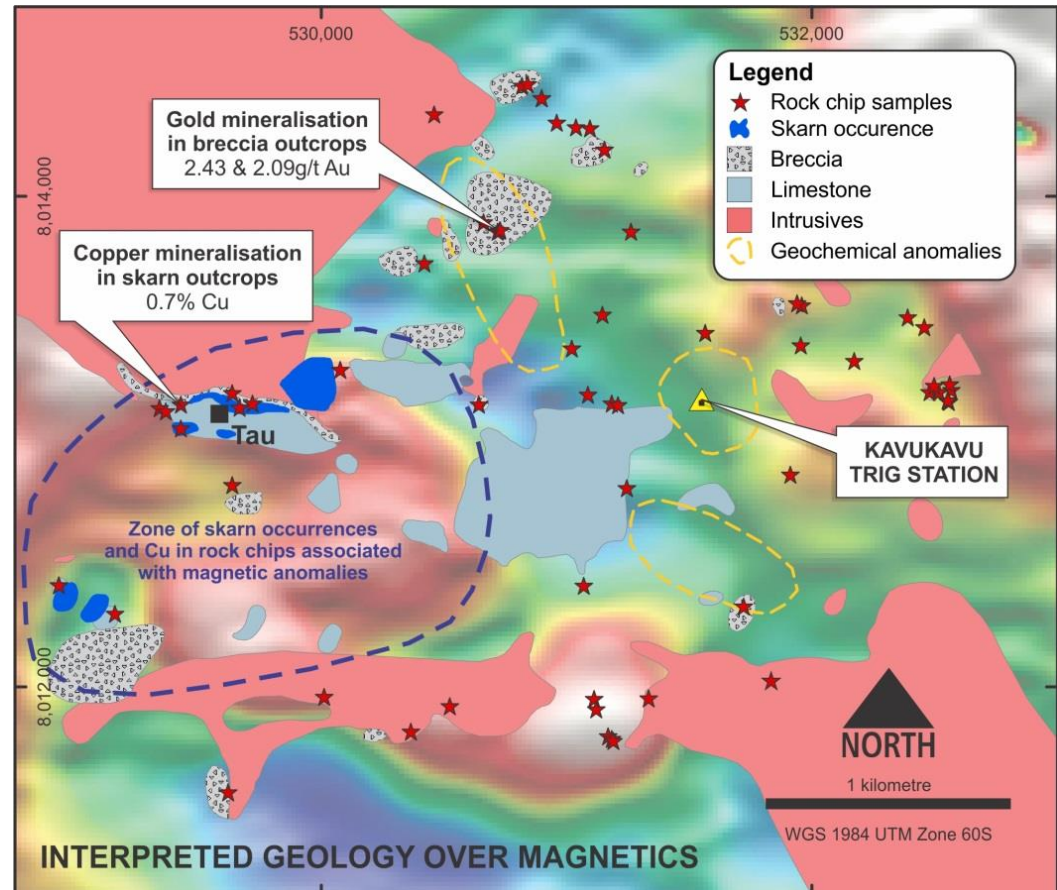 530,000
532,000
Legend
Rock chip samples
Skarn occurence
Breccia
Limestone
Intrusives
Geochemical anomalies
Gold mineralisation
in breccia outcrops
2.43 & 2.09g/t Au
8,014,000
Copper mineralisation
in skarn outcrops
0.7% Cu
Tau
KAVUKAVU
TRIG STATION
Zone of skarn occurrences
and Cu in rock chips associated
with magnetic anomalies
8,012,000
NORTH
1 kilometre
WGS 1984 UTM Zone 60S
INTERPRETED GEOLOGY OVER MAGNETICS